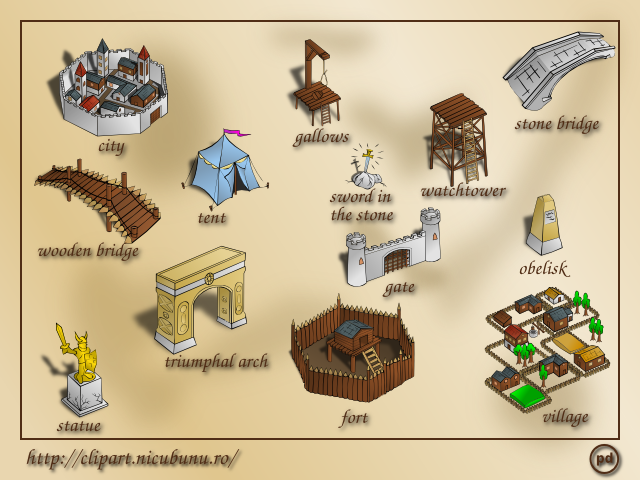 stone bridge
city
gallows
sword in
the stone
watchtower
tent
wooden bridge
obelisk
gate
triumphal arch
fort
village
statue
http://clipart.nicubunu.ro/
pd